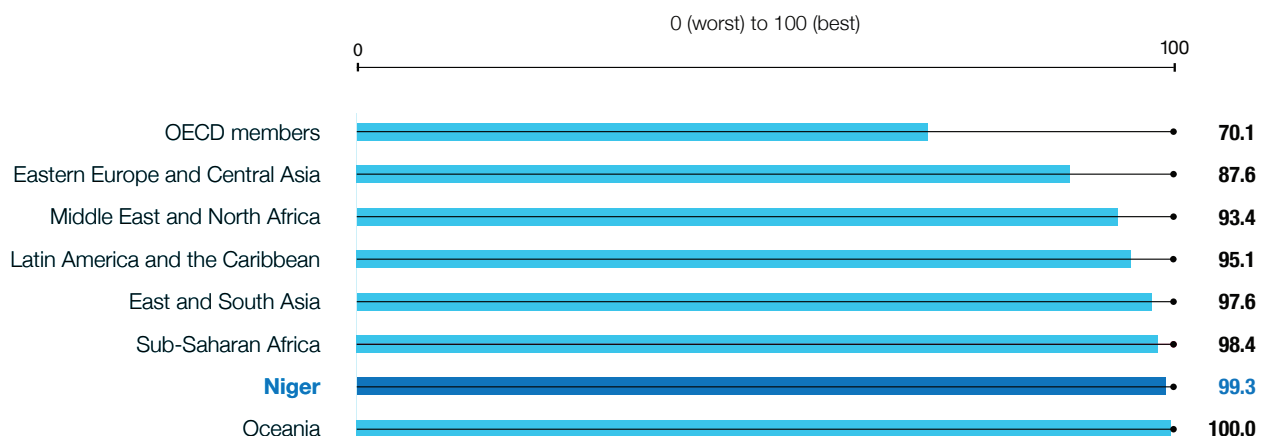 0 (worst) to 100 (best)
0 100
OECD members 70.1
Eastern Europe and Central Asia 87.6
Middle East and North Africa 93.4
Latin America and the Caribbean 95.1
East and South Asia 97.6
Sub-Saharan Africa 98.4
Niger 99.3
Oceania 100.0